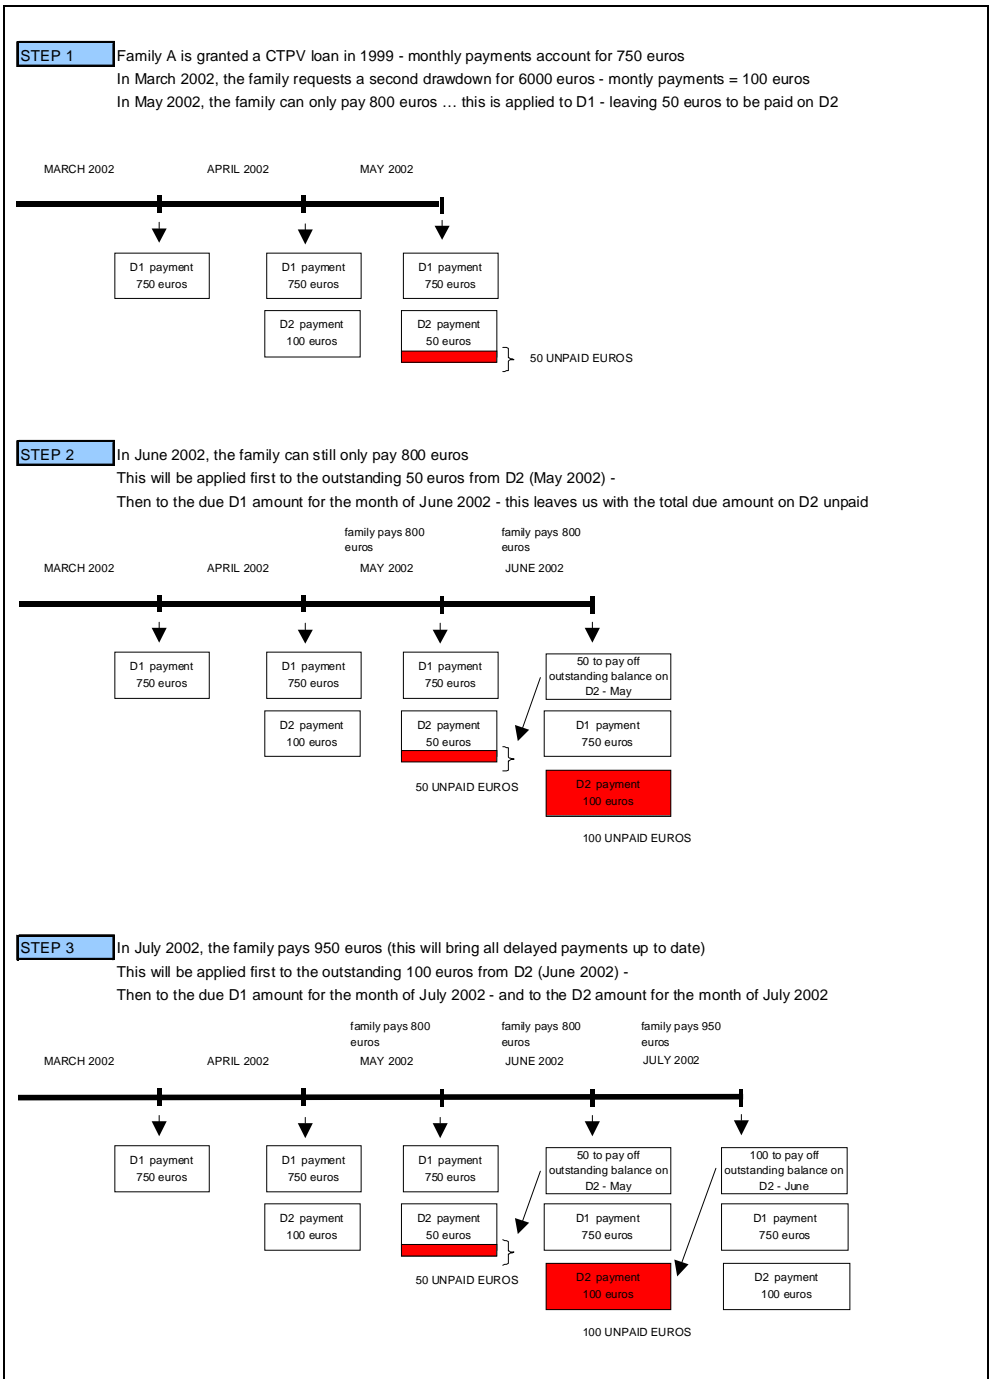 STEP 1 Family A is granted a CTPV loan in 1999 - monthly payments account for 750 euros
In March 2002, the family requests a second drawdown for 6000 euros - montly payments = 100 euros
In May 2002, the family can only pay 800 euros ... this is applied to D1 - leaving 50 euros to be paid on D2
MARCH 2002 APRIL 2002 MAY 2002
D1 payment
750 euros
D1 payment
750 euros
D1 payment
750 euros
D2 payment
100 euros
D2 payment
50 euros
50 UNPAID EUROS
STEP 2 In June 2002, the family can still only pay 800 euros
This will be applied first to the outstanding 50 euros from D2 (May 2002) -
Then to the due D1 amount for the month of June 2002 - this leaves us with the total due amount on D2 unpaid
family pays 800
euros
family pays 800
euros
MARCH 2002 APRIL 2002 MAY 2002 JUNE 2002
D1 payment
750 euros
D1 payment
750 euros
D1 payment
750 euros
50 to pay off
outstanding balance on
D2 - May
D2 payment
100 euros
D2 payment
50 euros
D1 payment
750 euros
50 UNPAID EUROS
D2 payment
100 euros
100 UNPAID EUROS
STEP 3 In July 2002, the family pays 950 euros (this will bring all delayed payments up to date)
This will be applied first to the outstanding 100 euros from D2 (June 2002) -
Then to the due D1 amount for the month of July 2002 - and to the D2 amount for the month of July 2002
family pays 800
euros
family pays 800
euros
family pays 950
euros
MARCH 2002 APRIL 2002 MAY 2002 JUNE 2002 JULY 2002
D1 payment
750 euros
D1 payment
750 euros
D1 payment
750 euros
50 to pay off
outstanding balance on
D2 - May
100 to pay off
outstanding balance on
D2 - June
D2 payment
100 euros
D2 payment
50 euros
D1 payment
750 euros
D1 payment
750 euros
50 UNPAID EUROS
D2 payment
100 euros
D2 payment
100 euros
100 UNPAID EUROS